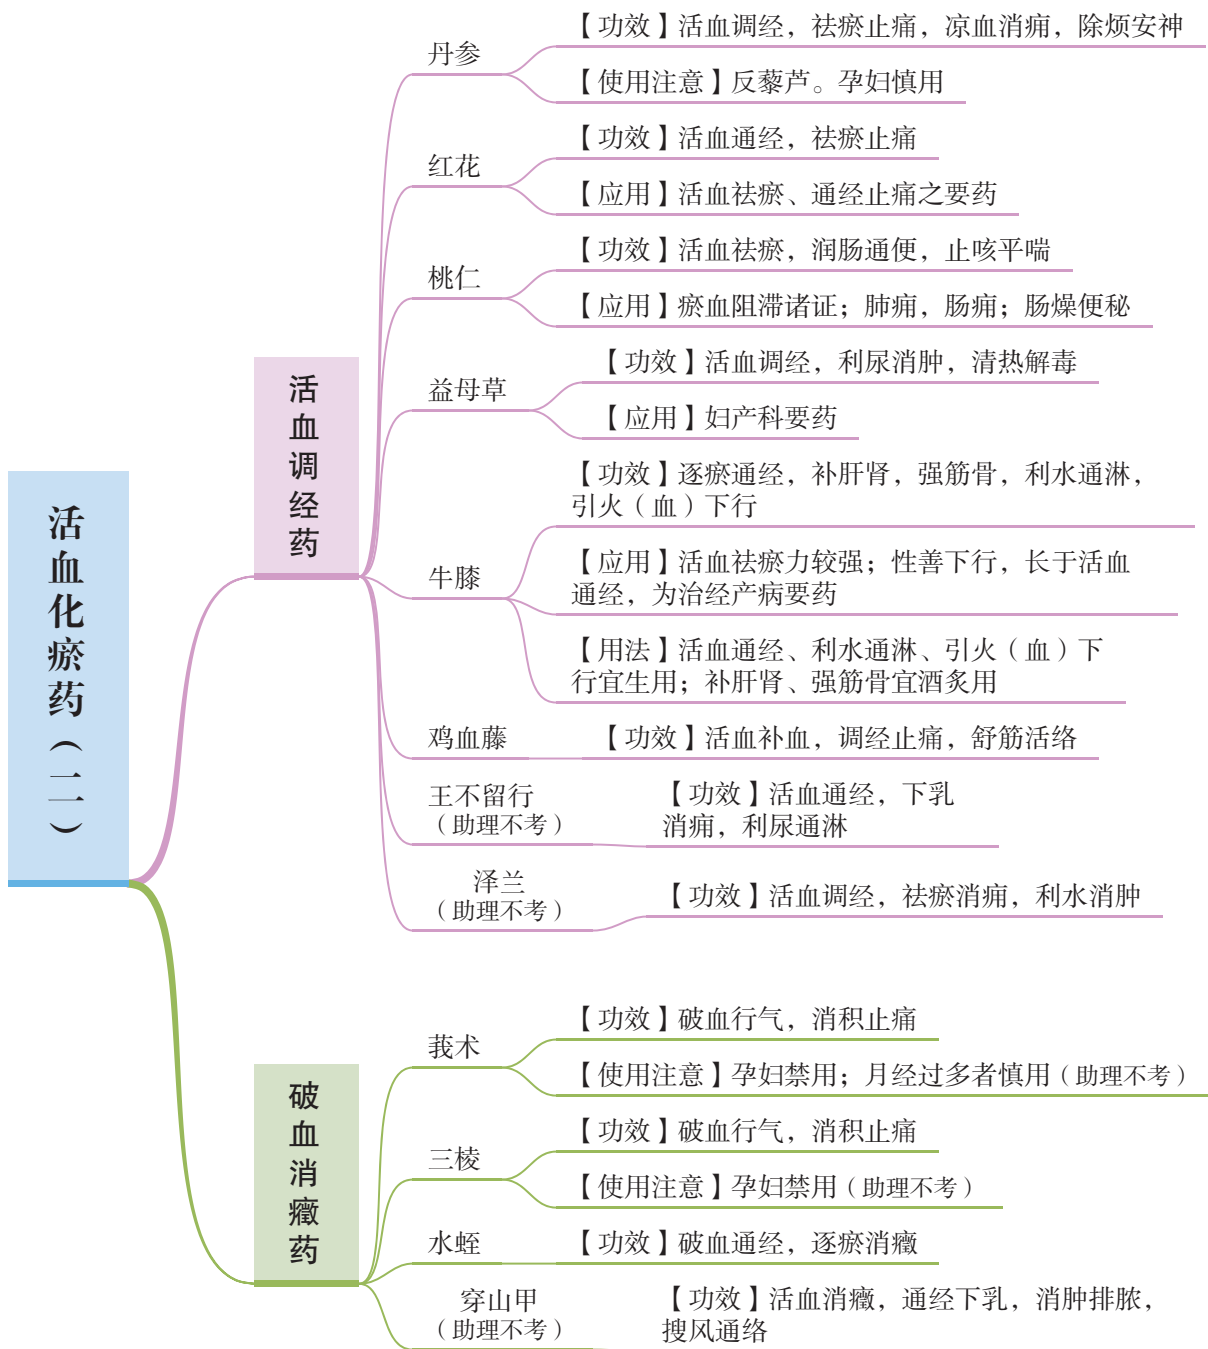 活血化瘀药（二）
活血调经药
丹参
【功效】活血调经，祛瘀止痛，凉血消痈，除烦安神
【使用注意】反藜芦。孕妇慎用
红花
【功效】活血通经，祛瘀止痛
【应用】活血祛瘀、通经止痛之要药
桃仁
【功效】活血祛瘀，润肠通便，止咳平喘
【应用】瘀血阻滞诸证；肺痈，肠痈；肠燥便秘
益母草
【功效】活血调经，利尿消肿，清热解毒
【应用】妇产科要药
牛膝
【功效】逐瘀通经，补肝肾，强筋骨，利水通淋，
引火（血）下行
【应用】活血祛瘀力较强；性善下行，长于活血
通经，为治经产病要药
【用法】活血通经、利水通淋、引火（血）下
行宜生用；补肝肾、强筋骨宜酒炙用
鸡血藤
【功效】活血补血，调经止痛，舒筋活络
王不留行
（助理不考）
【功效】活血通经，下乳
消痈，利尿通淋
泽兰
（助理不考）
【功效】活血调经，祛瘀消痈，利水消肿
破血消癥药
莪术
【功效】破血行气，消积止痛
【使用注意】孕妇禁用；月经过多者慎用（助理不考）
三棱
【功效】破血行气，消积止痛
【使用注意】孕妇禁用（助理不考）
水蛭
【功效】破血通经，逐瘀消癥
穿山甲
（助理不考）
【功效】活血消癥，通经下乳，消肿排脓，
搜风通络